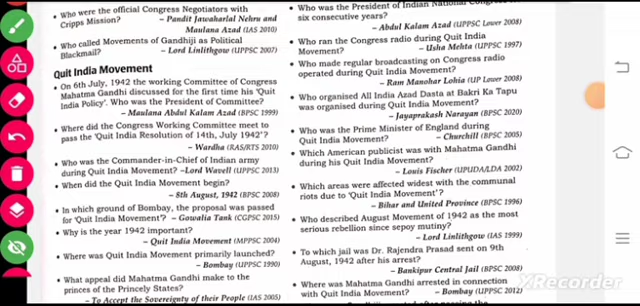 • Who were the official Congress Negotiators with
Cripps Mission? – Pandit Jawaharlal Nehru and
Maulana Azad (IAS 2010)
• Who called Movements of Gandhiji as Political
Blackmail? – Lord Linlithgow (UPPSC 2007)
Quit India Movement
• On 6th July, 1942 the working Committee of Congress
Mahatma Gandhi discussed for the first time his 'Quit
India Policy'. Who was the President of Committee?
– Maulana Abdul Kalam Azad (BPSC 1999)
• Where did the Congress Working Committee meet to
pass the 'Quit India Resolution of 14th, July 1942'?
– Wardha (RAS/RTS 2010)
• Who was the Commander-in-Chief of Indian army
during Quit India Movement? –Lord Wavell (UPPSC 2013)
• When did the Quit India Movement begin?
– 8th August, 1942 (BPSC 2008)
• In which ground of Bombay, the proposal was passed
for 'Quit India Movement'? – Gowalia Tank (CGPSC 2015)
• Why is the year 1942 important?
– Quit India Movement (MPPSC 2004)
• Where was Quit India Movement primarily launched?
– Bombay (UPPSC 1990)
• What appeal did Mahatma Gandhi make to the
princes of the Princely States?
– To Accept the Sovereignty of their People (IAS 2005)
• Who was the President of Indian National
six consecutive years?
– Abdul Kalam Azad (UPPSC Lower 2008)
• Who ran the Congress radio during Quit India
Movement? – Usha Mehta (UPPSC 1997)
• Who made regular broadcasting on Congress radio
operated during Quit India Movement?
– Ram Manohar Lohia (UP Lower 2008)
• Who organised All India Azad Dasta at Bakri Ka Tapu
was organised during Quit India Movement?
– Jayaprakash Narayan (BPSC 2020)
• Who was the Prime Minister of England during
Quit India Movement? – Churchill (BPSC 2005)
• Which American publicist was with Mahatma Gandhi
during his Quit India Movement?
– Louis Fischer (UPUDA/LDA 2002)
• Which areas were affected widest with the communal
riots due to 'Quit India Movement'?
– Bihar and United Province (BPSC 1996)
• Who described August Movement of 1942 as the most
serious rebellion since sepoy mutiny?
– Lord Linlithgow (IAS 1999)
• To which jail was Dr. Rajendra Prasad sent on 9th
August, 1942 after his arrest?
– Bankipur Central Jail (BPSC 2008)
• Where was Mahatma Gandhi arrested in connection
with Quit India Movement? – Bombay (UPPSC 2012)
XRecorder